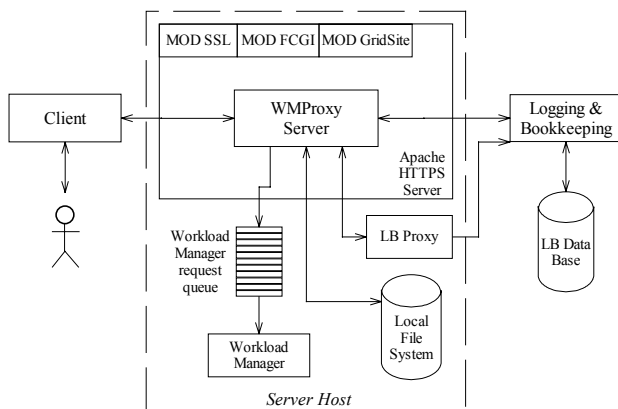 MOD SSL
MOD FCGI
MOD GridSite
Client
WMProxy
Server
Logging &
Bookkeeping
Apache
HTTPS
Server
Workload
Manager
request
queue
LB Proxy
LB Data
Base
Local
File
System
Workload
Manager
Server Host